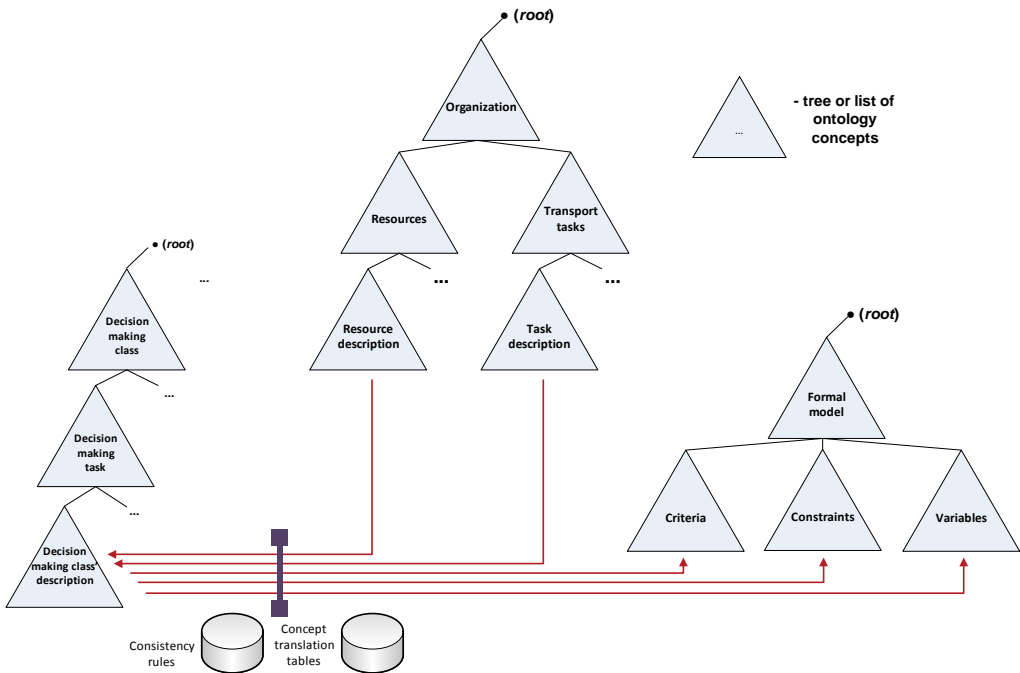 • (root)
Organization
...
- tree or list of
ontology
concepts
Resources
Transport
tasks
• (root)
...
...
...
Decision
making
class
Resource
description
Task
description
• (root)
...
Formal
model
Decision
making
task
...
Criteria
Constraints
Variables
Decision
making class'
description
Consistency
rules
Concept
translation
tables